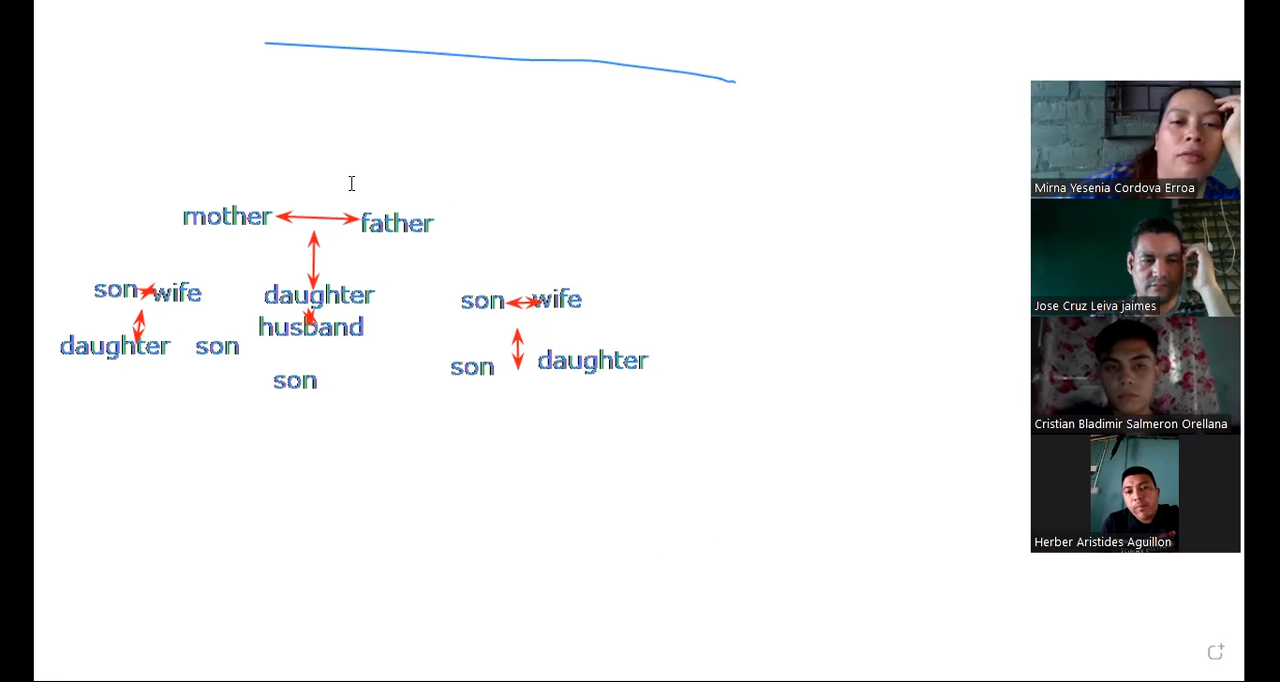 mother father
son wife daughter son wife
husband
daughter son son daughter
son
Mirna Yesenia Cordova Erroa
Jose Cruz Leiva jaimes
Cristian Bladimir Salmeron Orellana
Herber Aristides Aguillon